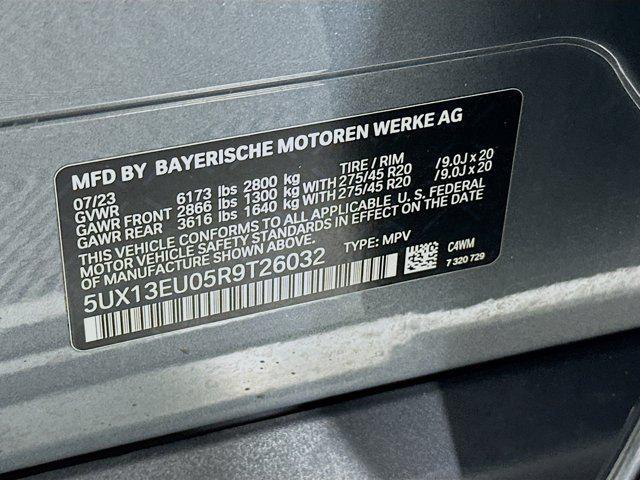 MFD BY BAYERISCHE MOTOREN WERKE AG
07/23 TIRE / RIM
GVWR 6173 lbs 2800 kg
GAWR FRONT 2866 lbs 1300 kg WITH 275/45 R20 /9.0J x 20
GAWR REAR 3616 lbs 1640 kg WITH 275/45 R20 /9.0J x 20
THIS VEHICLE CONFORMS TO ALL APPLICABLE U. S. FEDERAL
MOTOR VEHICLE SAFETY STANDARDS IN EFFECT ON THE DATE
OF MANUFACTURE SHOWN ABOVE. TYPE: MPV
5UX13EU05R9T26032 C4WM
7 320 729